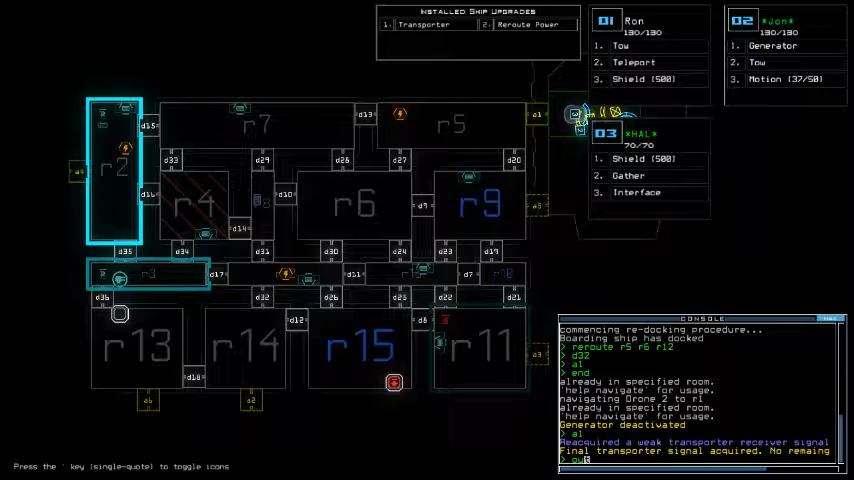 INSTALLED SHIP UPGRADES
1. Transporter 2. Reroute Power
01 Ron
130/130
1. Tow
2. Teleport
3. Shield (500)
02 *Jon*
130/130
1. Generator
2. Tow
3. Motion (37/50)
03 *HAL*
70/70
1. Shield (500)
2. Gather
3. Interface
r7
d13
r5
a1
3
2
d15
r2
d33
d29
d28
d27
d20
d16
r4
d10
r6
d9
r9
a5
d14
d35
d34
d31
d30
d24
d23
d19
r3
d17
d11
d7
d36
d32
d26
d25
d22
d21
r13
r14
d12
r15
d8
r11
a3
d18
a6
a2
CONSOLE
commencing re-docking procedure...
Boarding ship has docked
> reroute r5 r6 r12
> d32
> a1
> end
already in specified room.
'help navigate' for usage.
navigating Drone 2 to r1
already in specified room.
'help navigate' for usage.
Generator deactivated
> a1
Reacquired a weak transporter receiver signal
Final transporter signal acquired. No remaing
Press the ' key (single-quote) to toggle icons